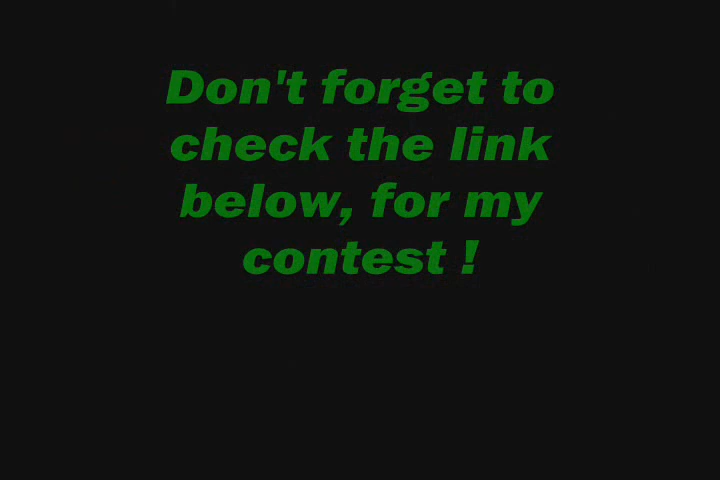 Don't forget to
check the link
below, for my
contest !